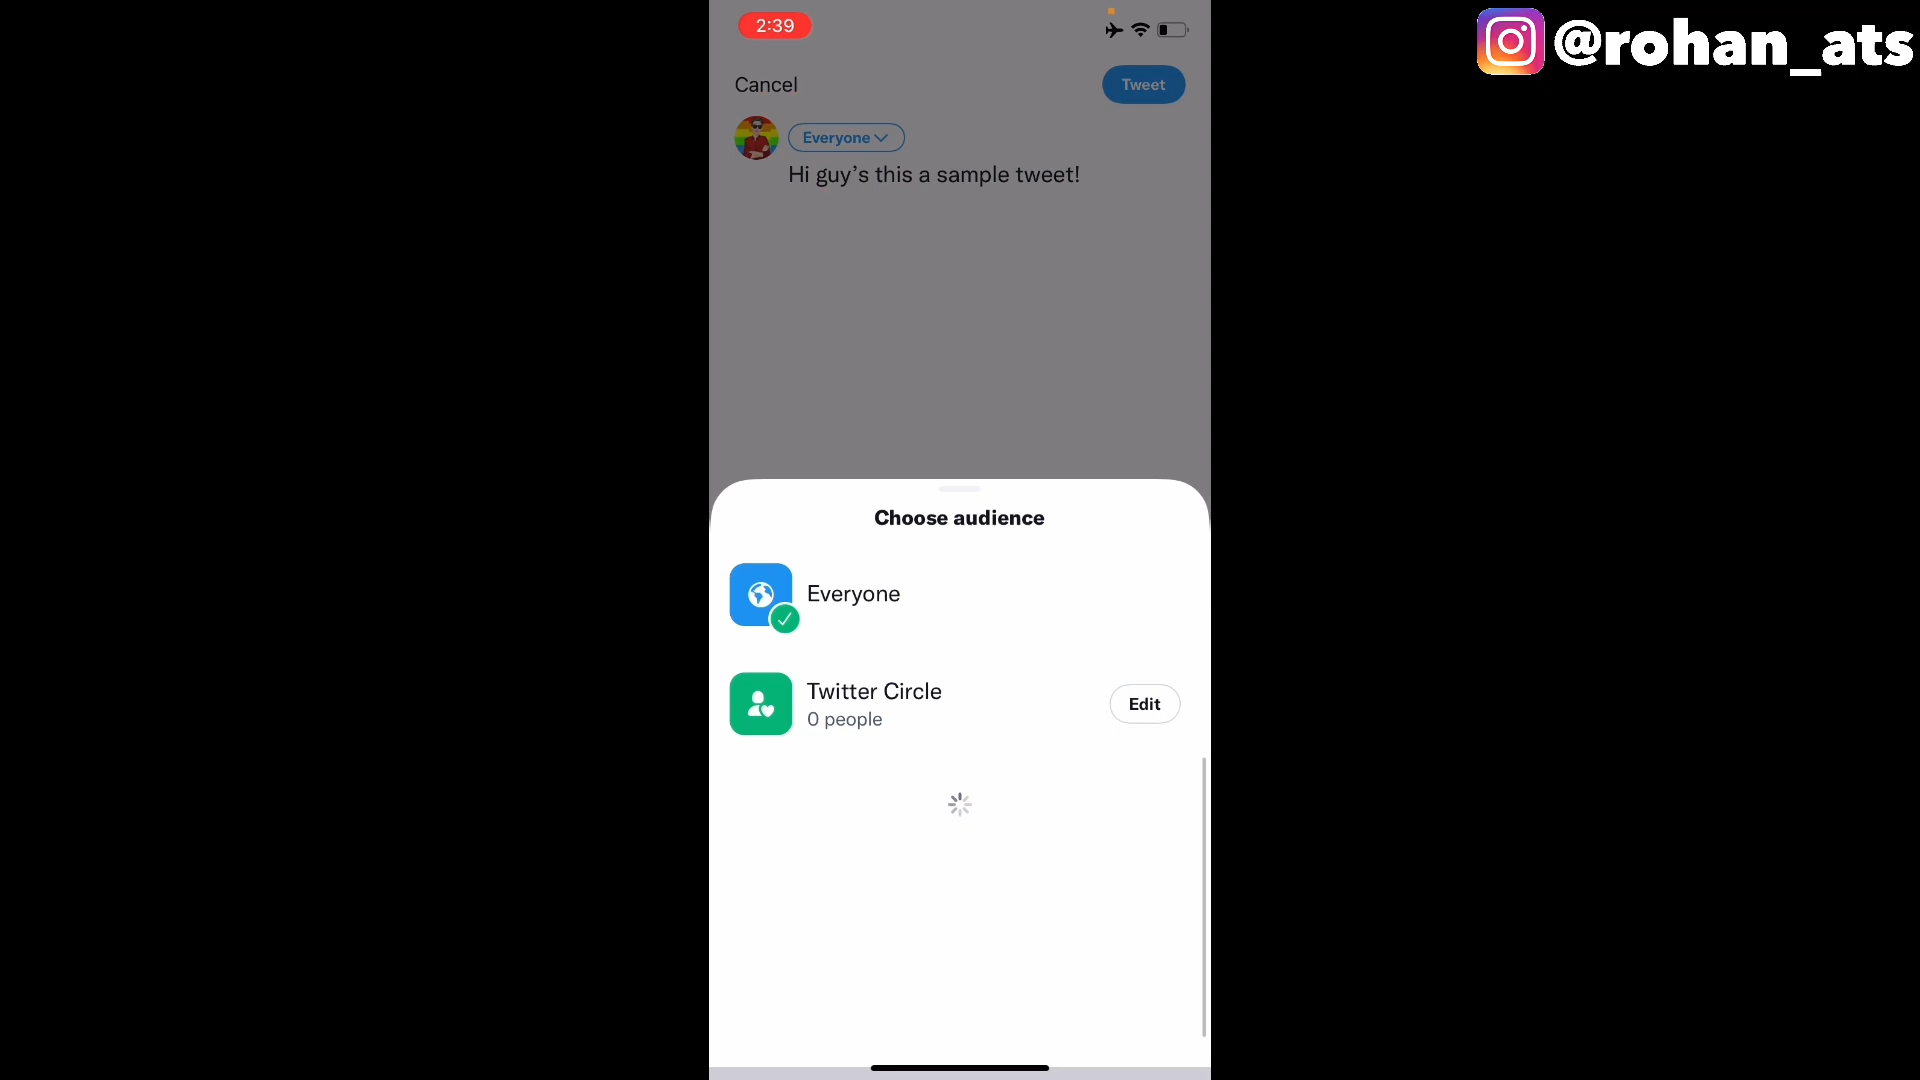 2:39
@rohan_ats
Cancel
Tweet
Everyone
Hi guy’s this a sample tweet!
Choose audience
Everyone
Twitter Circle
0 people
Edit